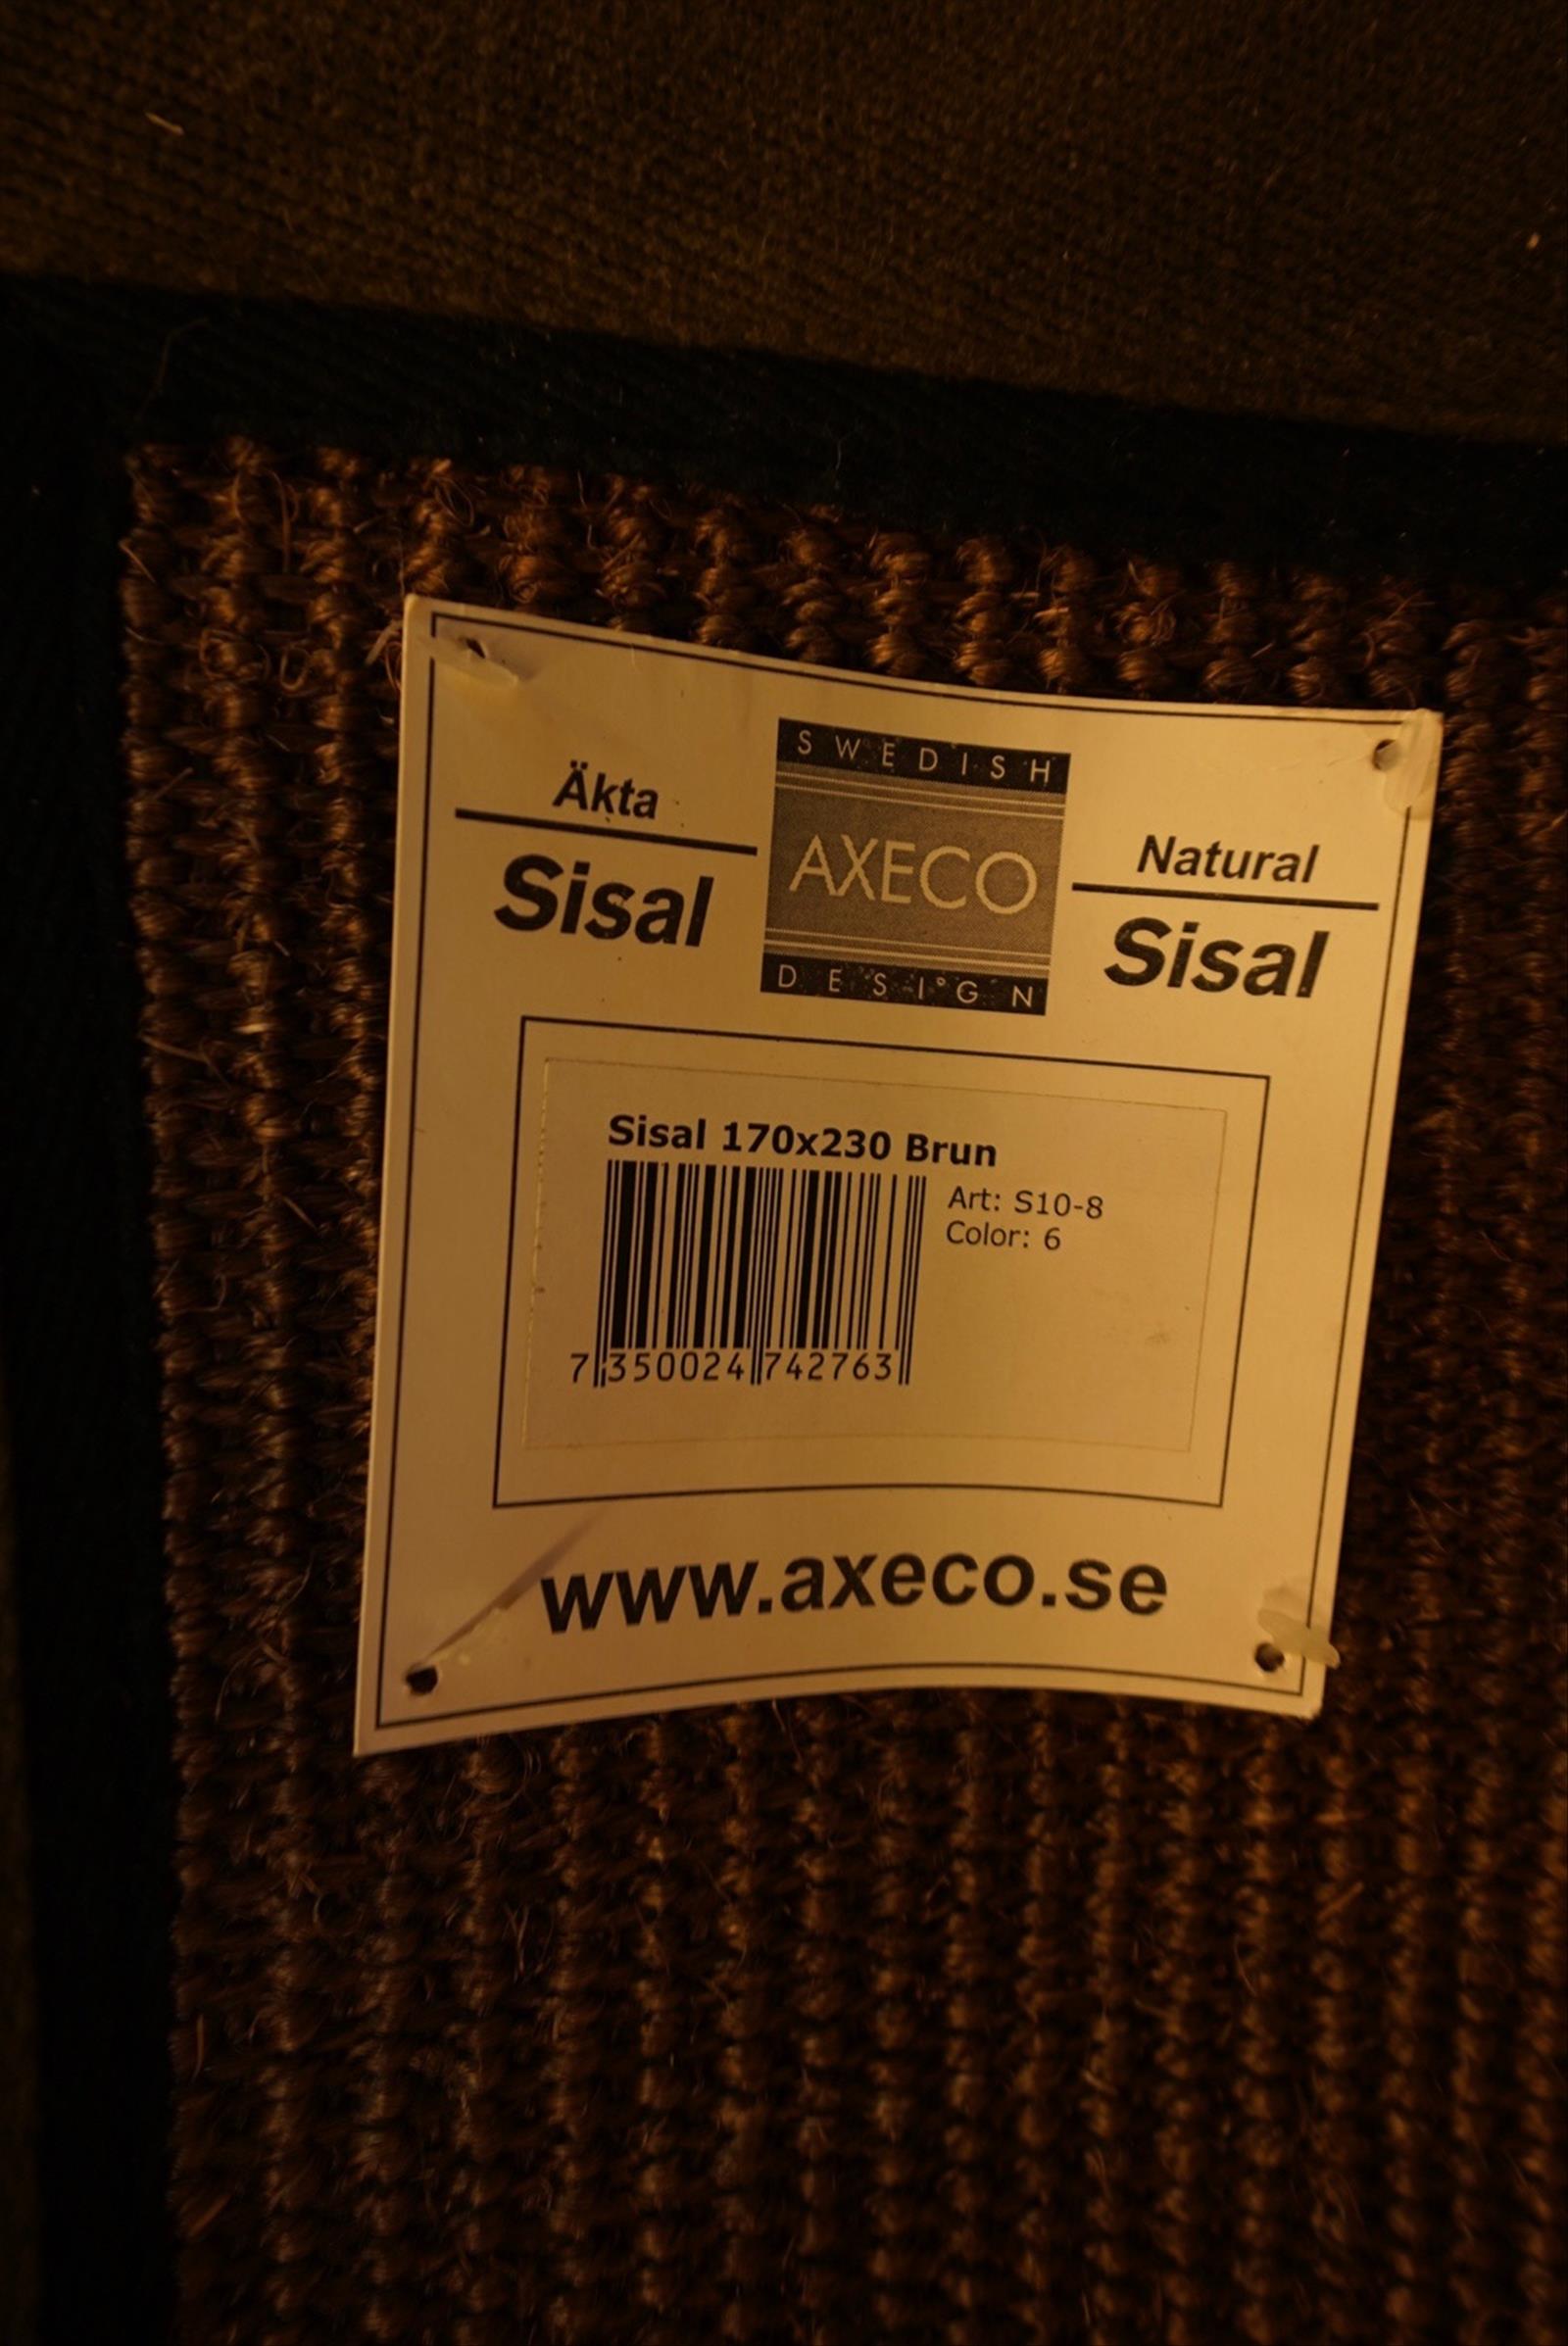 Äkta
Sisal
SWEDISH
AXECO
DESIGN
Natural
Sisal
Sisal 170x230 Brun
Art: S10-8
Color: 6
7 350024 742763
www.axeco.se